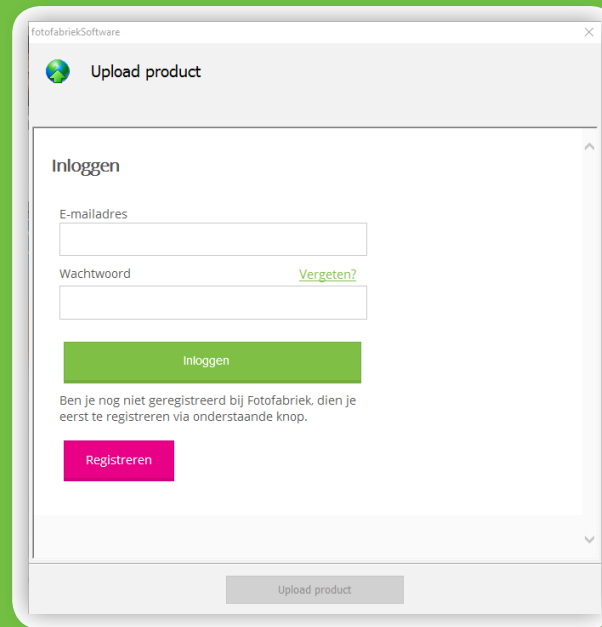 fotofabriekSoftware
Upload product
Inloggen
E-mailadres
Wachtwoord Vergeten?
Inloggen
Ben je nog niet geregistreerd bij Fotofabriek, dien je
eerst te registreren via onderstaande knop.
Registreren
Upload product